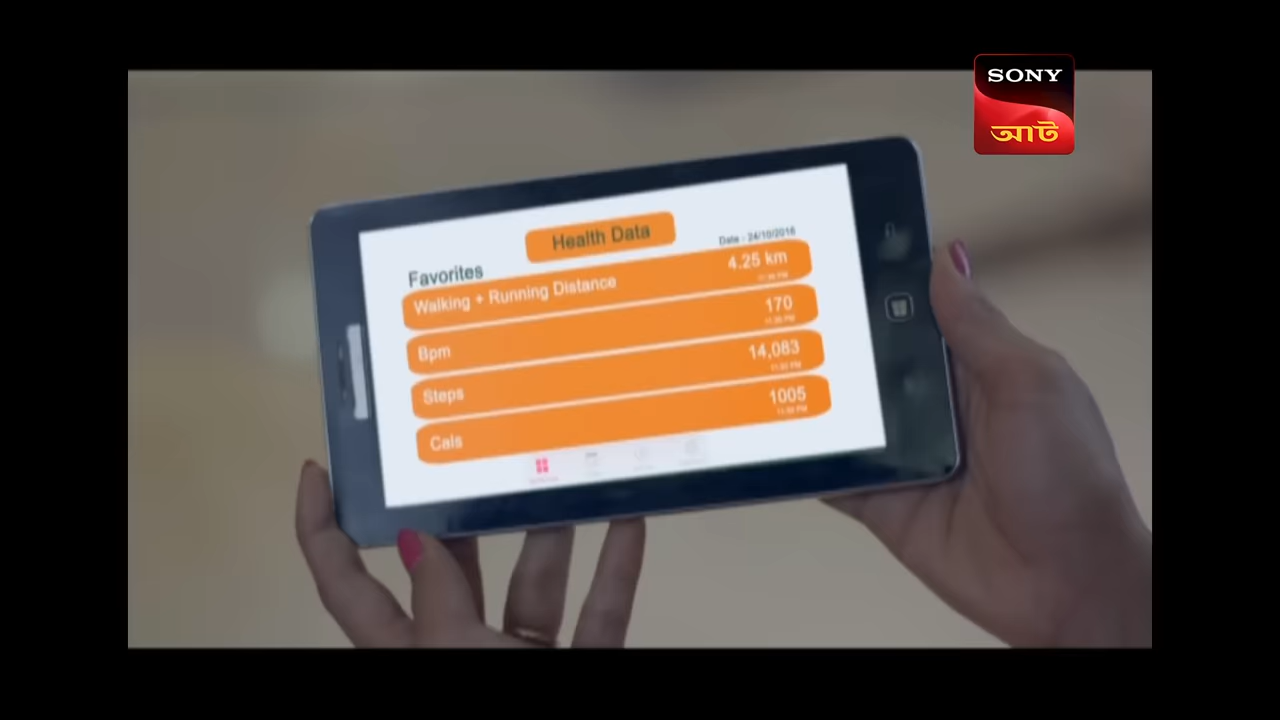 SONY
আট
Health Data
Date : 24/10/2016
Favorites
Walking + Running Distance
4.25 km
Bpm
170
Steps
14,083
Cals
1005